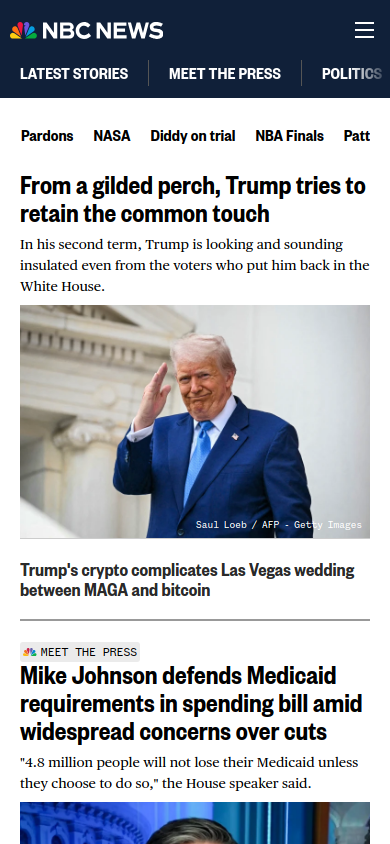 NBC NEWS
LATEST STORIES
MEET THE PRESS
POLITICS
Pardons
NASA
Diddy on trial
NBA Finals
Patt
From a gilded perch, Trump tries to
retain the common touch
In his second term, Trump is looking and sounding
insulated even from the voters who put him back in the
White House.
Saul Loeb / AFP - Getty Images
Trump's crypto complicates Las Vegas wedding
between MAGA and bitcoin
MEET THE PRESS
Mike Johnson defends Medicaid
requirements in spending bill amid
widespread concerns over cuts
"4.8 million people will not lose their Medicaid unless
they choose to do so," the House speaker said.